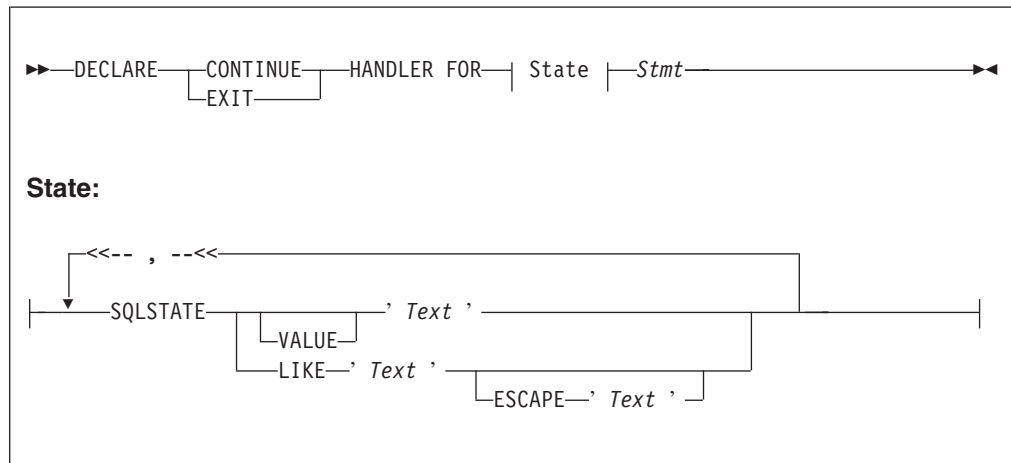 DECLARE CONTINUE HANDLER FOR State Stmt
EXIT
State:
<<-- , --<<
SQLSTATE ' Text '
VALUE
LIKE ' Text '
ESCAPE ' Text '